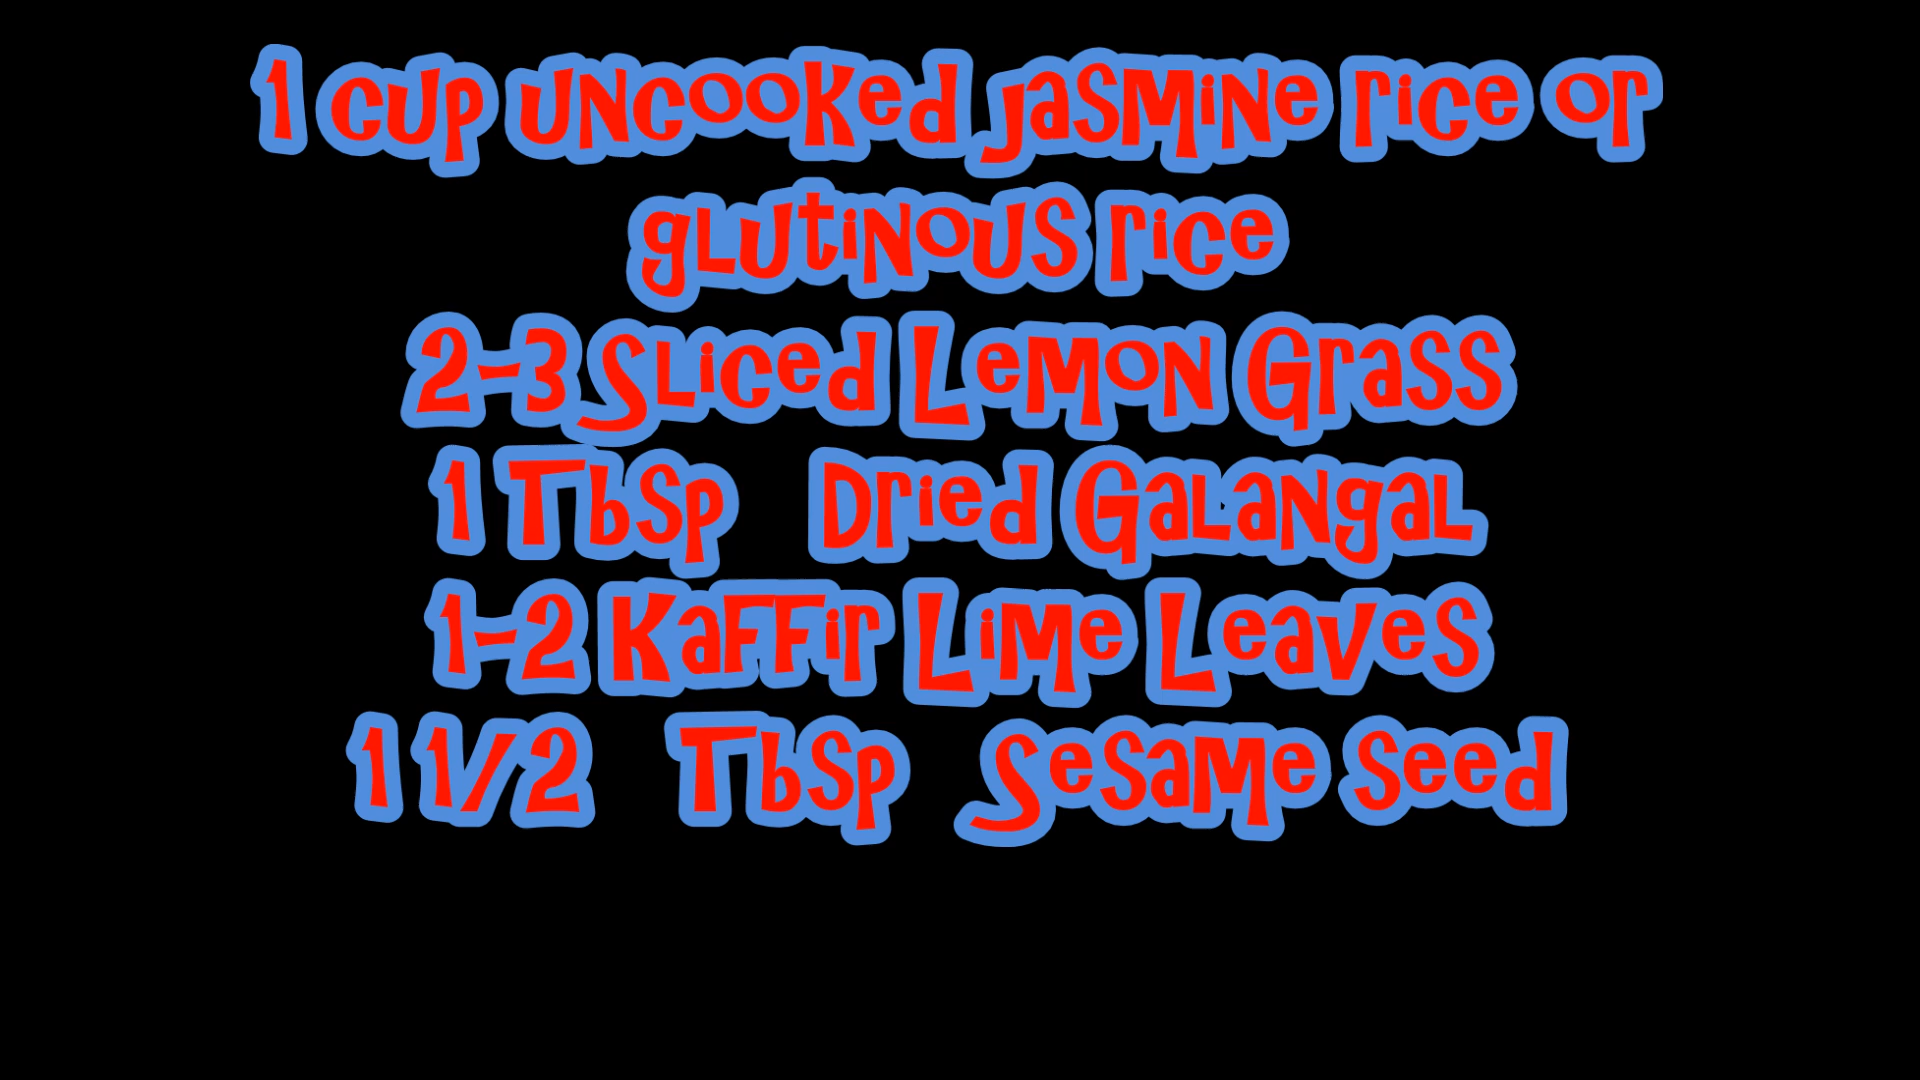 1 cup uncooked jasmine rice or
glutinous rice
2-3 Sliced Lemon Grass
1 Tbsp Dried Galangal
1-2 Kaffir Lime Leaves
1 1/2 Tbsp Sesame seed